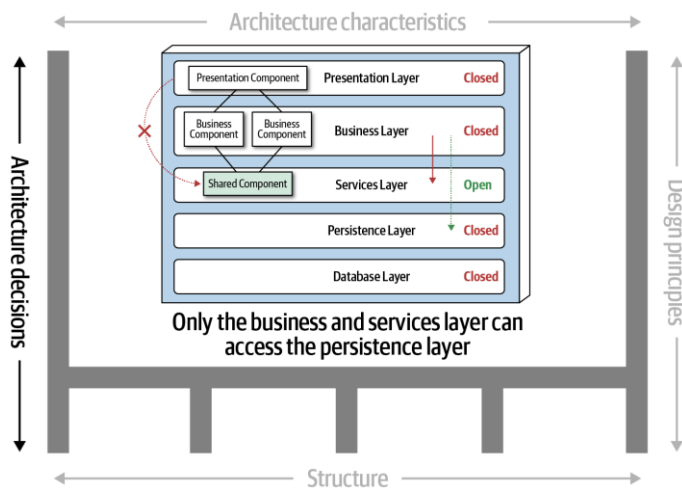 Architecture characteristics
Presentation Component
Presentation Layer
Closed
Business
Component
Business
Component
Business Layer
Closed
Shared Component
Services Layer
Open
Persistence Layer
Closed
Database Layer
Closed
Only the business and services layer can
access the persistence layer
Architecture decisions
Design principles
Structure